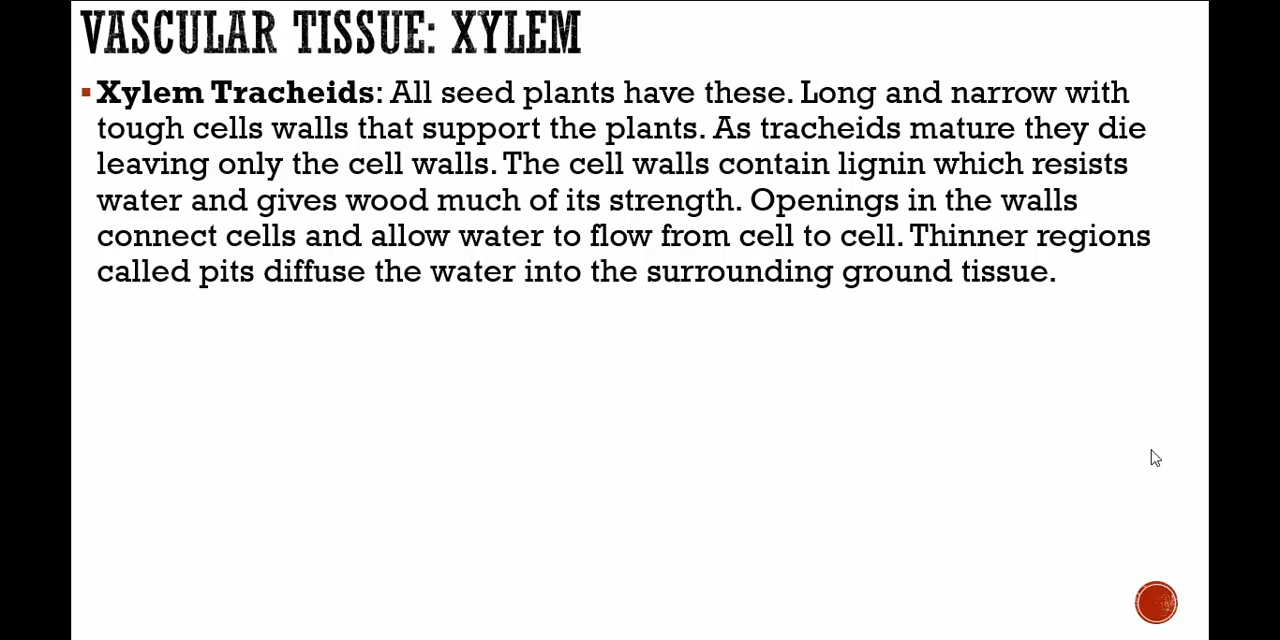 VASCULAR TISSUE: XYLEM
▪ Xylem Tracheids: All seed plants have these. Long and narrow with
tough cells walls that support the plants. As tracheids mature they die
leaving only the cell walls. The cell walls contain lignin which resists
water and gives wood much of its strength. Openings in the walls
connect cells and allow water to flow from cell to cell. Thinner regions
called pits diffuse the water into the surrounding ground tissue.